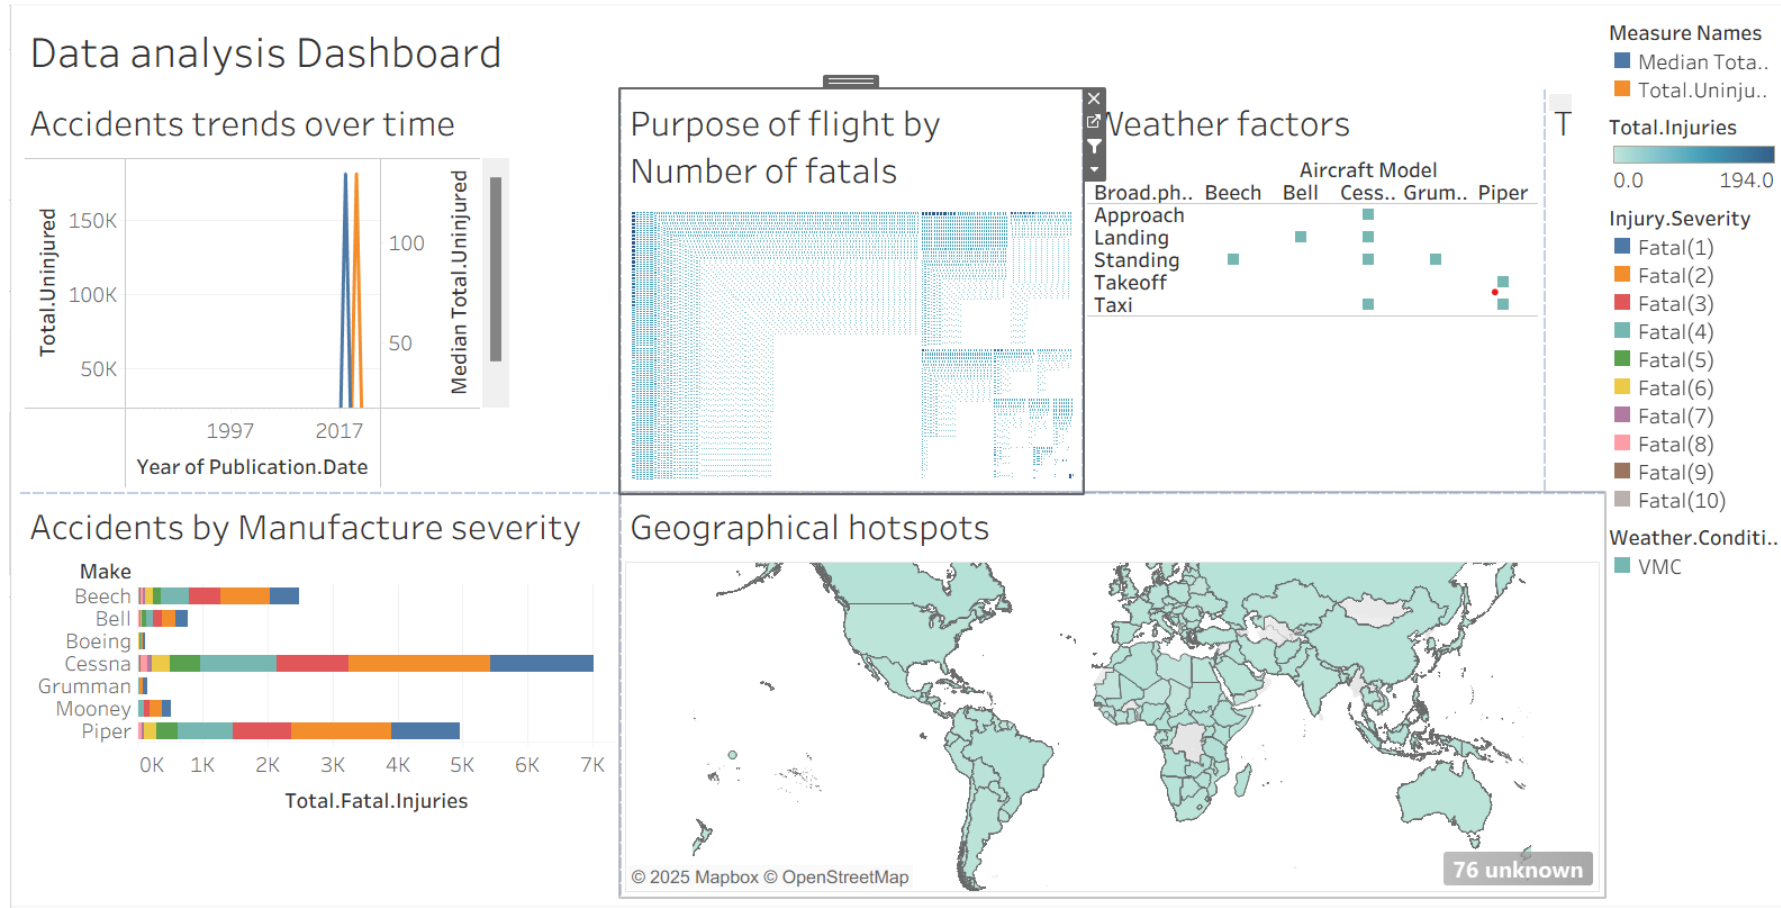 Data analysis Dashboard
Accidents trends over time
Total.Uninjured
150K
100K
50K
100
50
Median Total.Uninjured
1997
2017
Year of Publication.Date
Purpose of flight by
Number of fatals
Weather factors
Aircraft Model
Broad.ph.. Beech Bell Cess.. Grum.. Piper
Approach
Landing
Standing
Takeoff
Taxi
T
Accidents by Manufacture severity
Make
Beech
Bell
Boeing
Cessna
Grumman
Mooney
Piper
0K 1K 2K 3K 4K 5K 6K 7K
Total.Fatal.Injuries
Geographical hotspots
© 2025 Mapbox © OpenStreetMap
76 unknown
Measure Names
Median Tota..
Total.Uninju..
Total.Injuries
0.0 194.0
Injury.Severity
Fatal(1)
Fatal(2)
Fatal(3)
Fatal(4)
Fatal(5)
Fatal(6)
Fatal(7)
Fatal(8)
Fatal(9)
Fatal(10)
Weather.Conditi..
VMC